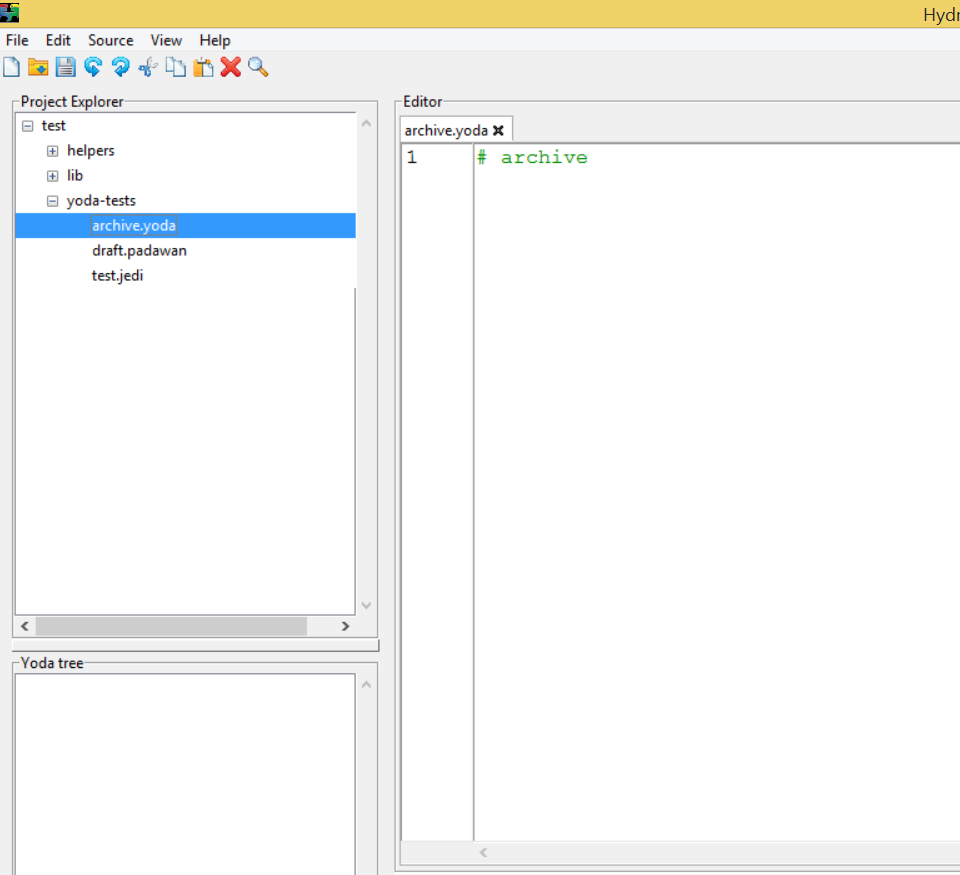 Hydr
File Edit Source View Help
Project Explorer
test
helpers
lib
yoda-tests
archive.yoda
draft.padawan
test.jedi
Yoda tree
Editor
archive.yoda
1 # archive